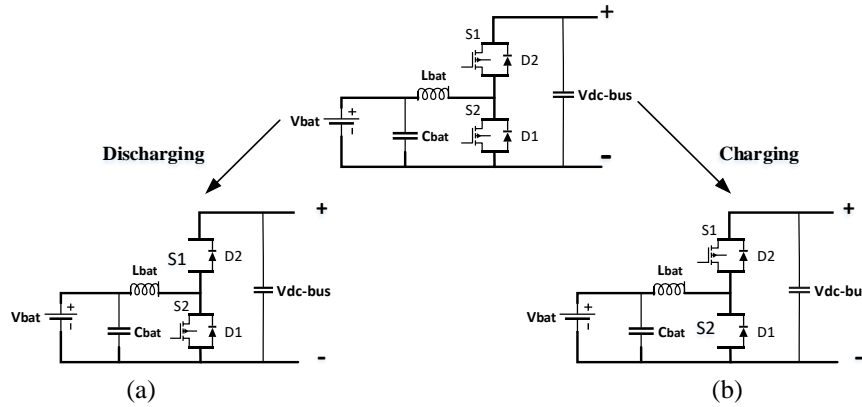 +
S1
D2
Lbat
Vdc-bus
S2
Vbat
+
-
Cbat
D1
-
Discharging
Charging
+
S1
D2
Lbat
Vdc-bus
S2
Vbat
+
-
Cbat
D1
-
(a)
+
S1
D2
Lbat
Vdc-bus
Vbat
+
-
Cbat
S2
D1
-
(b)